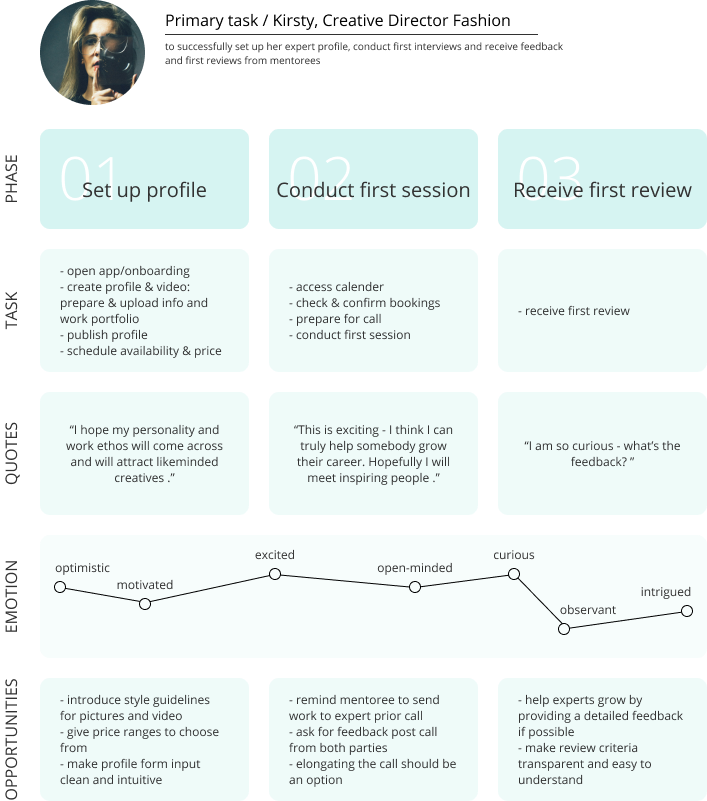 Primary task / Kirsty, Creative Director Fashion
to successfully set up her expert profile, conduct first interviews and receive feedback
and first reviews from mentorees
PHASE
01
Set up profile
02
Conduct first session
03
Receive first review
TASK
- open app/onboarding
- create profile & video:
prepare & upload info and
work portfolio
- publish profile
- schedule availability & price
- access calender
- check & confirm bookings
- prepare for call
- conduct first session
- receive first review
QUOTES
“I hope my personality and
work ethos will come across
and will attract likeminded
creatives .”
“This is exciting - I think I can
truly help somebody grow
their career. Hopefully I will
meet inspiring people .”
“I am so curious - what’s the
feedback? ”
EMOTION
optimistic
motivated
excited
open-minded
curious
observant
intrigued
OPPORTUNITIES
- introduce style guidelines
for pictures and video
- give price ranges to choose
from
- make profile form input
clean and intuitive
- remind mentoree to send
work to expert prior call
- ask for feedback post call
from both parties
- elongating the call should be
an option
- help experts grow by
providing a detailed feedback
if possible
- make review criteria
transparent and easy to
understand